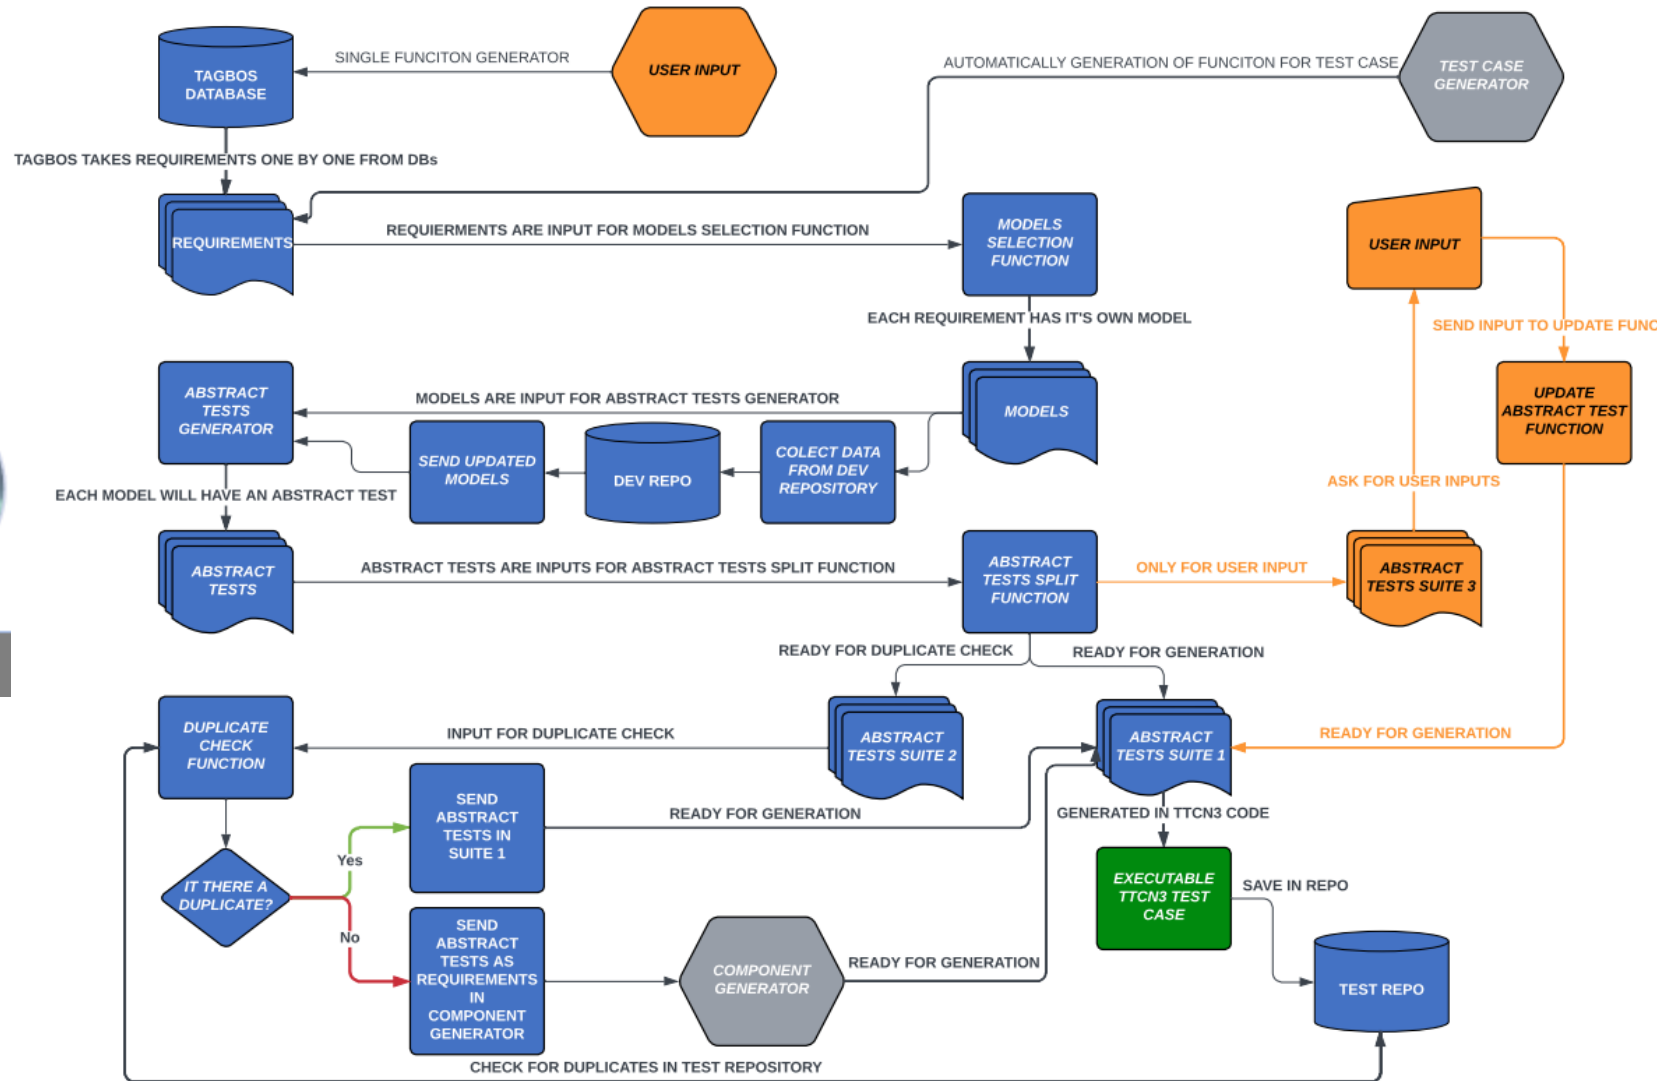 SINGLE FUNCITON GENERATOR
USER INPUT
AUTOMATICALLY GENERATION OF FUNCITON FOR TEST CASE
TEST CASE
GENERATOR
TAGBOS
DATABASE
TAGBOS TAKES REQUIREMENTS ONE BY ONE FROM DBs
REQUIREMENTS
REQUIERMENTS ARE INPUT FOR MODELS SELECTION FUNCTION
MODELS
SELECTION
FUNCTION
USER INPUT
EACH REQUIREMENT HAS IT'S OWN MODEL
SEND INPUT TO UPDATE FUNC
ABSTRACT
TESTS
GENERATOR
MODELS ARE INPUT FOR ABSTRACT TESTS GENERATOR
MODELS
UPDATE
ABSTRACT TEST
FUNCTION
SEND UPDATED
MODELS
DEV REPO
COLECT DATA
FROM DEV
REPOSITORY
ASK FOR USER INPUTS
EACH MODEL WILL HAVE AN ABSTRACT TEST
ABSTRACT
TESTS
ABSTRACT TESTS ARE INPUTS FOR ABSTRACT TESTS SPLIT FUNCTION
ABSTRACT
TESTS SPLIT
FUNCTION
ONLY FOR USER INPUT
ABSTRACT
TESTS SUITE 3
READY FOR DUPLICATE CHECK
READY FOR GENERATION
DUPLICATE
CHECK
FUNCTION
INPUT FOR DUPLICATE CHECK
ABSTRACT
TESTS SUITE 2
ABSTRACT
TESTS SUITE 1
READY FOR GENERATION
SEND
ABSTRACT
TESTS IN
SUITE 1
READY FOR GENERATION
GENERATED IN TTCN3 CODE
Yes
IT THERE A
DUPLICATE?
No
EXECUTABLE
TTCN3 TEST
CASE
SAVE IN REPO
SEND
ABSTRACT
TESTS AS
REQUIREMENTS
IN
COMPONENT
GENERATOR
COMPONENT
GENERATOR
READY FOR GENERATION
TEST REPO
CHECK FOR DUPLICATES IN TEST REPOSITORY